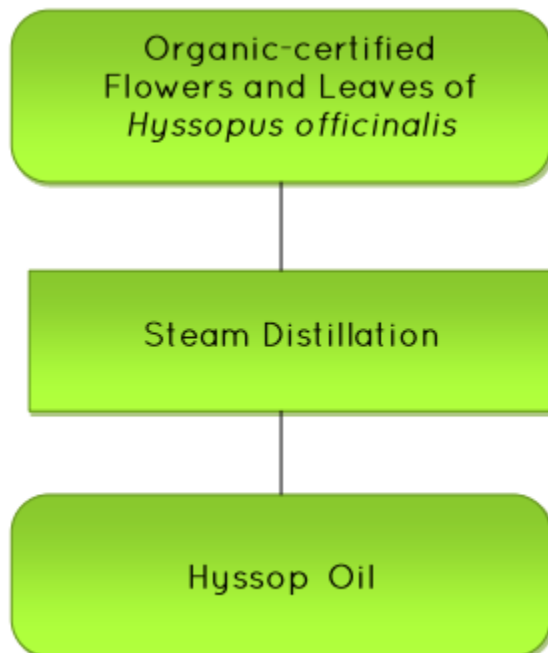 Organic-certified
Flowers and Leaves of
Hyssopus officinalis
Steam Distillation
Hyssop Oil